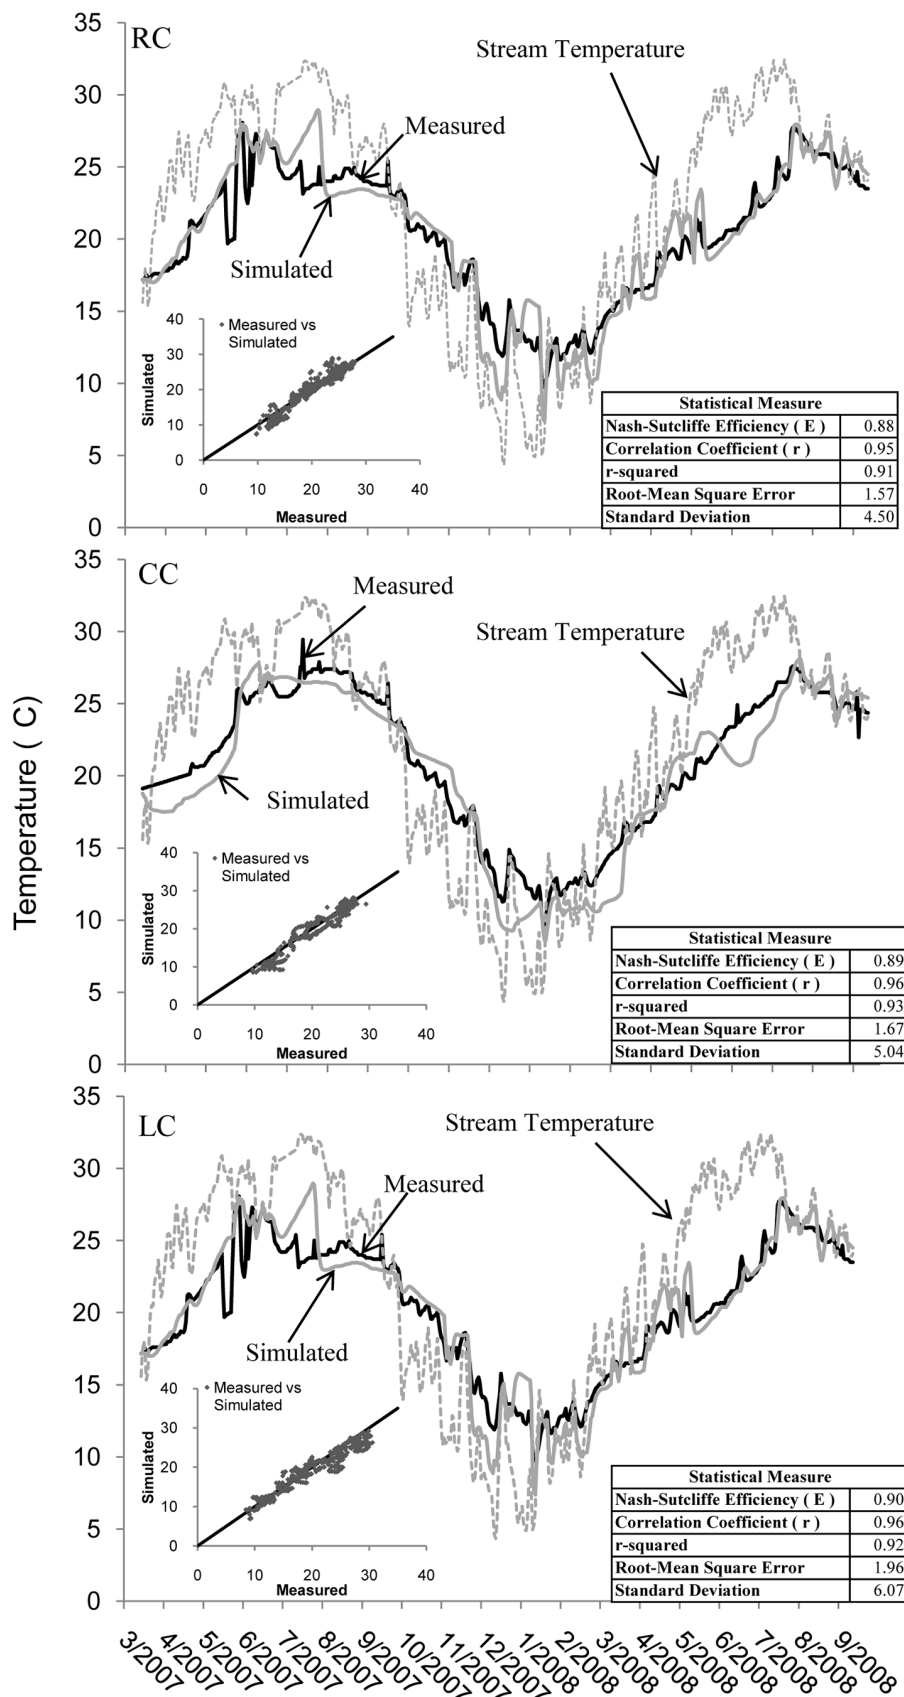 Temperature ( C)
35
30
25
20
15
10
5
0
RC
Stream Temperature
Measured
Simulated
40
30
20
10
0
Simulated
Measured vs
Simulated
0 10 20 30 40
Measured
Statistical Measure
Nash-Sutcliffe Efficiency ( E ) 0.88
Correlation Coefficient ( r ) 0.95
r-squared 0.91
Root-Mean Square Error 1.57
Standard Deviation 4.50
35
30
25
20
15
10
5
0
CC
Measured
Stream Temperature
Simulated
40
30
20
10
0
Simulated
Measured vs
Simulated
0 10 20 30 40
Measured
Statistical Measure
Nash-Sutcliffe Efficiency ( E ) 0.89
Correlation Coefficient ( r ) 0.96
r-squared 0.93
Root-Mean Square Error 1.67
Standard Deviation 5.04
35
30
25
20
15
10
5
0
LC
Stream Temperature
Measured
Simulated
40
30
20
10
0
Simulated
Measured vs
Simulated
0 10 20 30 40
Measured
Statistical Measure
Nash-Sutcliffe Efficiency ( E ) 0.90
Correlation Coefficient ( r ) 0.96
r-squared 0.92
Root-Mean Square Error 1.96
Standard Deviation 6.07
3/2007
4/2007
5/2007
6/2007
7/2007
8/2007
9/2007
10/2007
11/2007
12/2007
1/2008
2/2008
3/2008
4/2008
5/2008
6/2008
7/2008
8/2008
9/2008